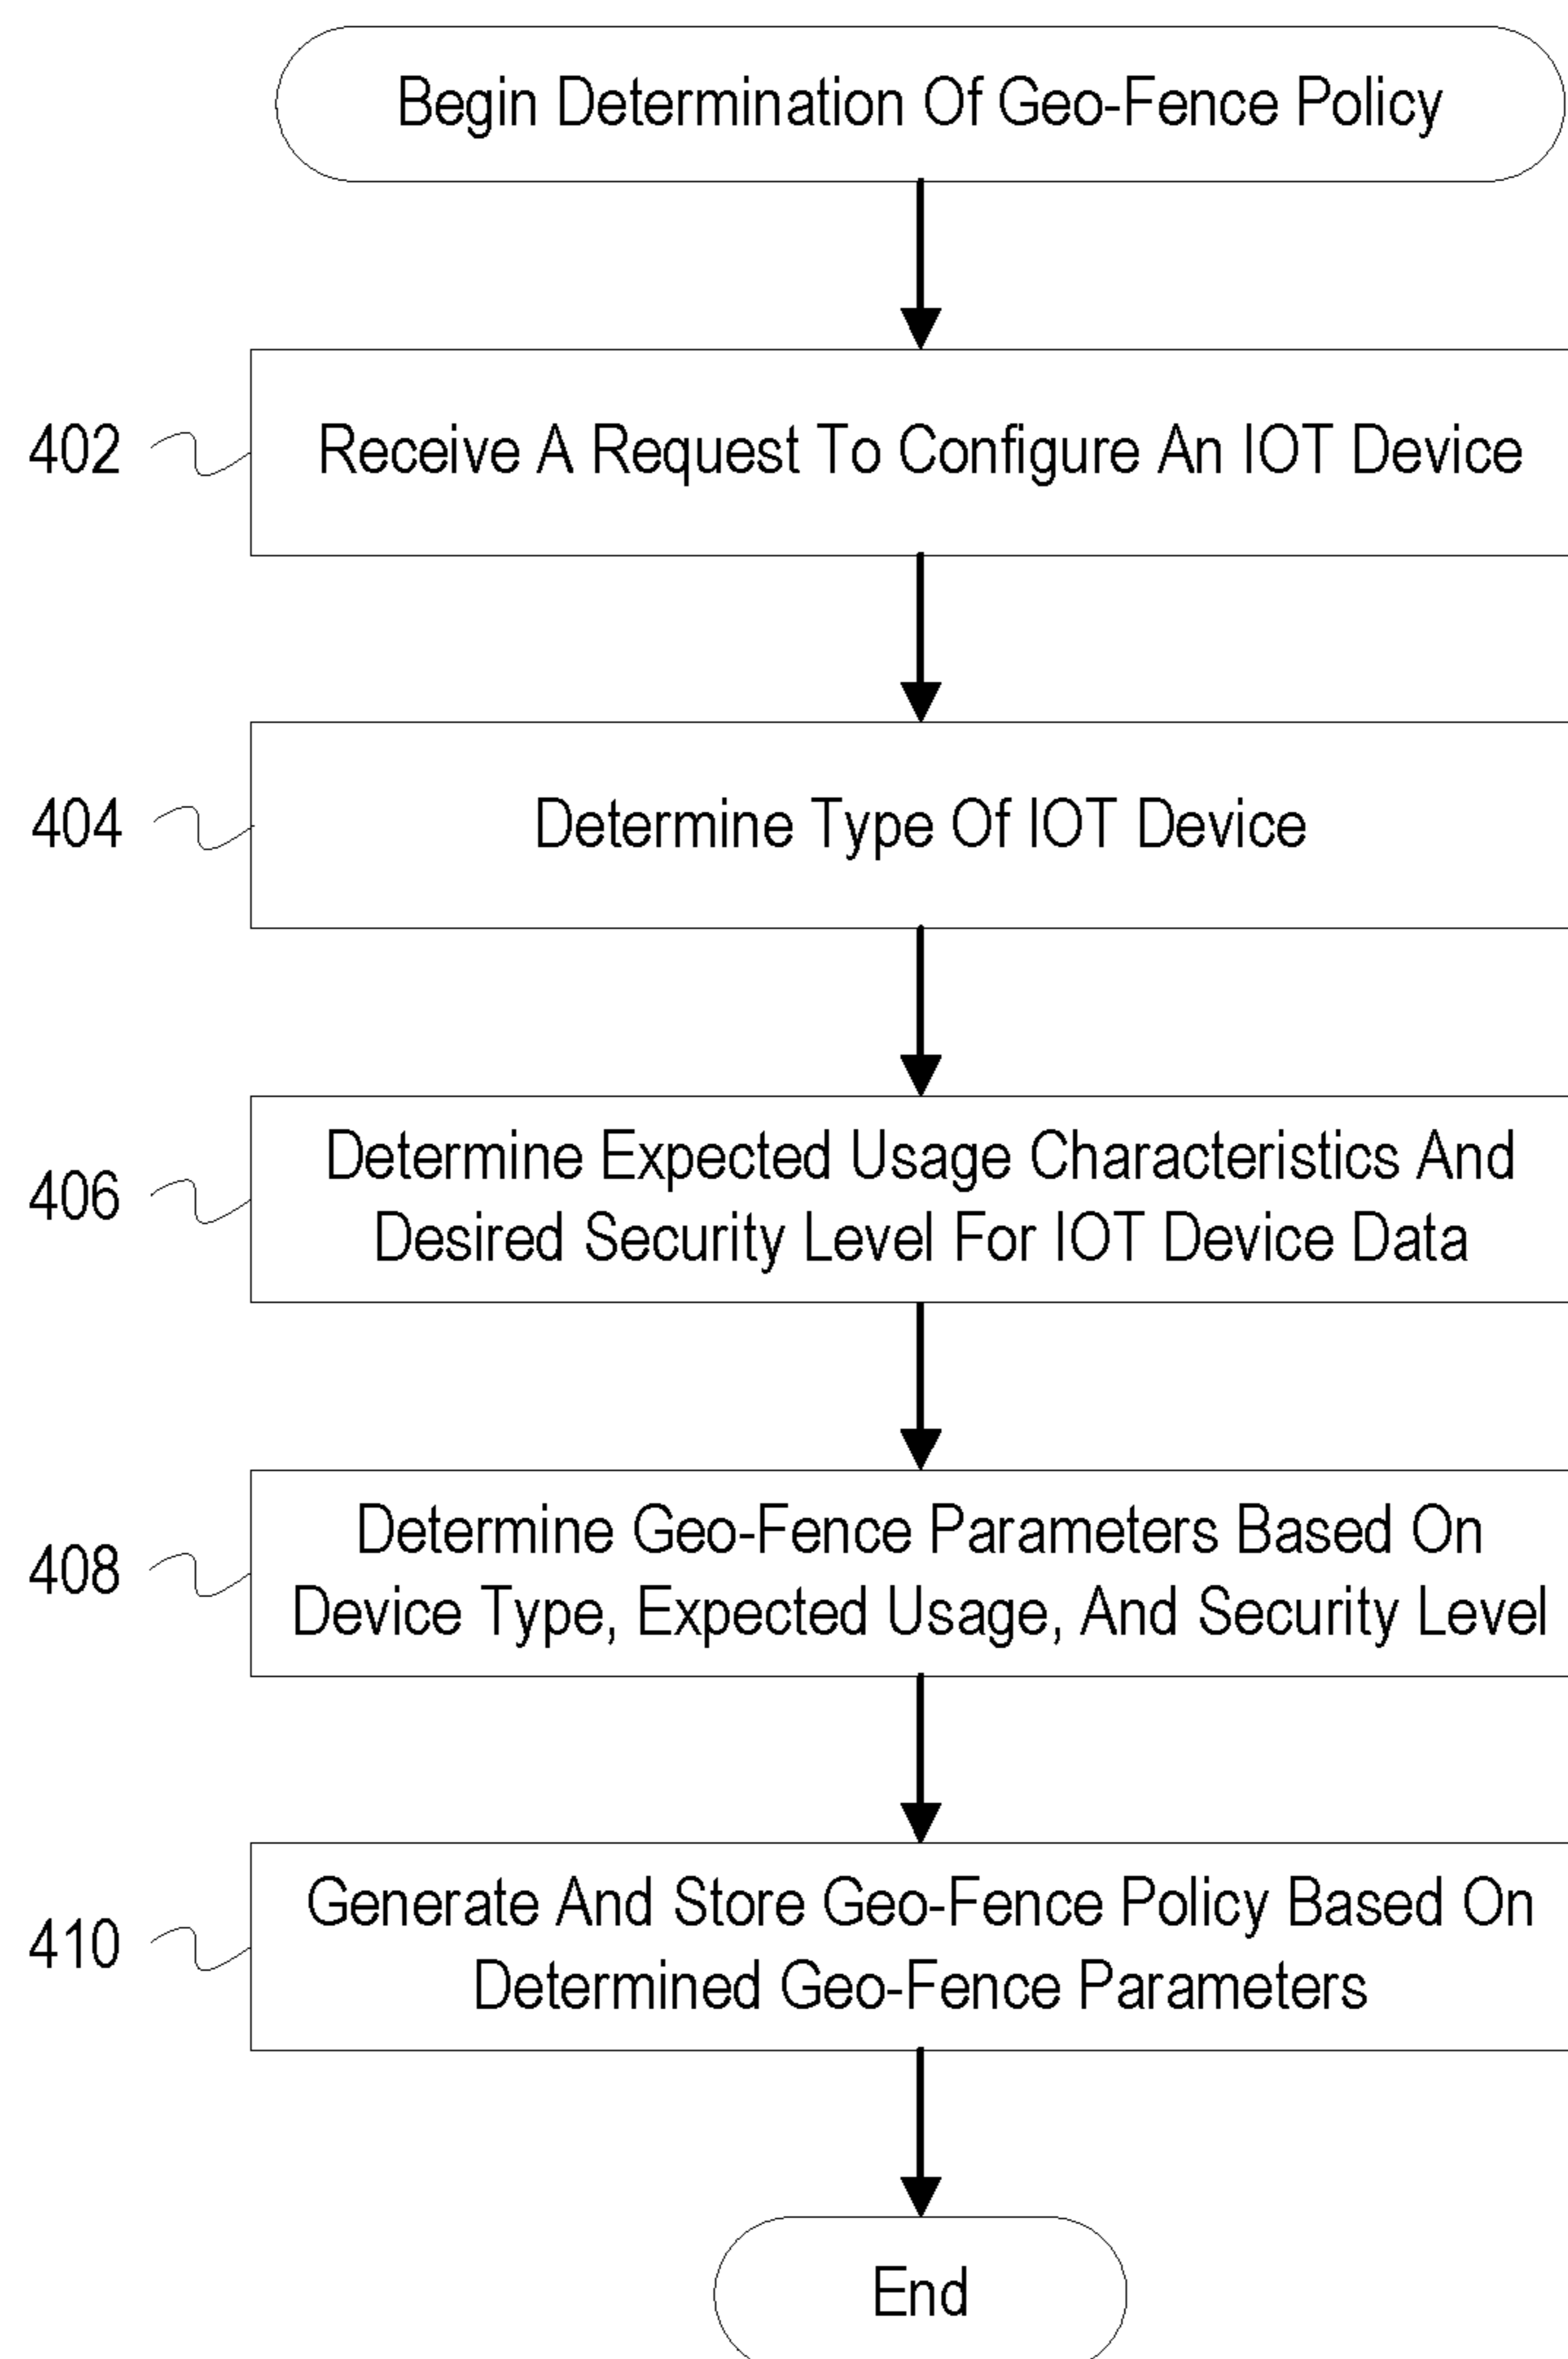 Begin Determination Of Geo-Fence Policy
402
Receive A Request To Configure An IOT Device
404
Determine Type Of IOT Device
406
Determine Expected Usage Characteristics And
Desired Security Level For IOT Device Data
408
Determine Geo-Fence Parameters Based On
Device Type, Expected Usage, And Security Level
410
Generate And Store Geo-Fence Policy Based On
Determined Geo-Fence Parameters
End